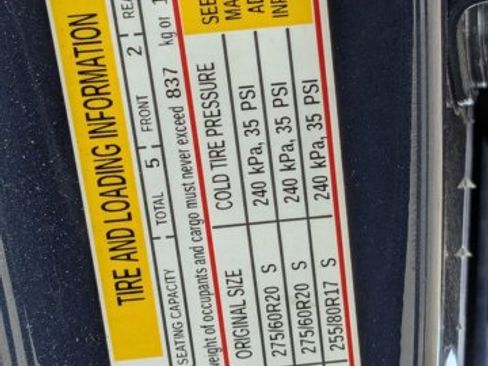 TIRE AND LOADING INFORMATION
SEATING CAPACITY TOTAL 5 FRONT 2
weight of occupants and cargo must never exceed 837 kg or
ORIGINAL SIZE COLD TIRE PRESSURE SEE
275/60R20 S 240 kPa, 35 PSI
275/60R20 S 240 kPa, 35 PSI
255/80R17 S 240 kPa, 35 PSI